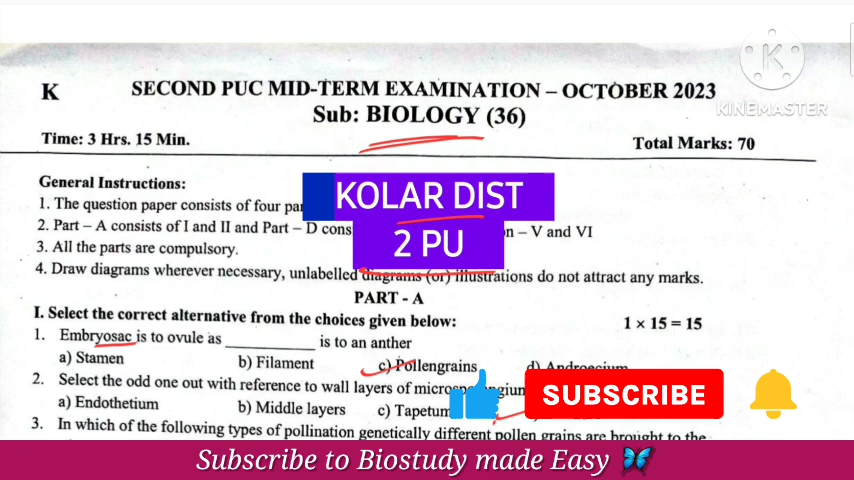 K
SECOND PUC MID-TERM EXAMINATION – OCTOBER 2023
Sub: BIOLOGY (36)
KINEMASTER
Time: 3 Hrs. 15 Min.
Total Marks: 70
General Instructions:
1. The question paper consists of four
KOLAR DIST
2. Part – A consists of I and II and Part – D
– V and VI
2 PU
3. All the parts are compulsory.
4. Draw diagrams wherever necessary, unlabelled diagrams (or) illustrations do not attract any marks.
PART - A
I. Select the correct alternative from the choices given below:
1 × 15 = 15
1. Embryosac is to ovule as __________ is to an anther
a) Stamen b) Filament c) Pollengrains d) Androecium
2. Select the odd one out with reference to wall layers of
a) Endothetium b) Middle layers c)
SUBSCRIBE
3. In which of the following types of pollination genetically different pollen grains are brought to the
Subscribe to Biostudy made Easy